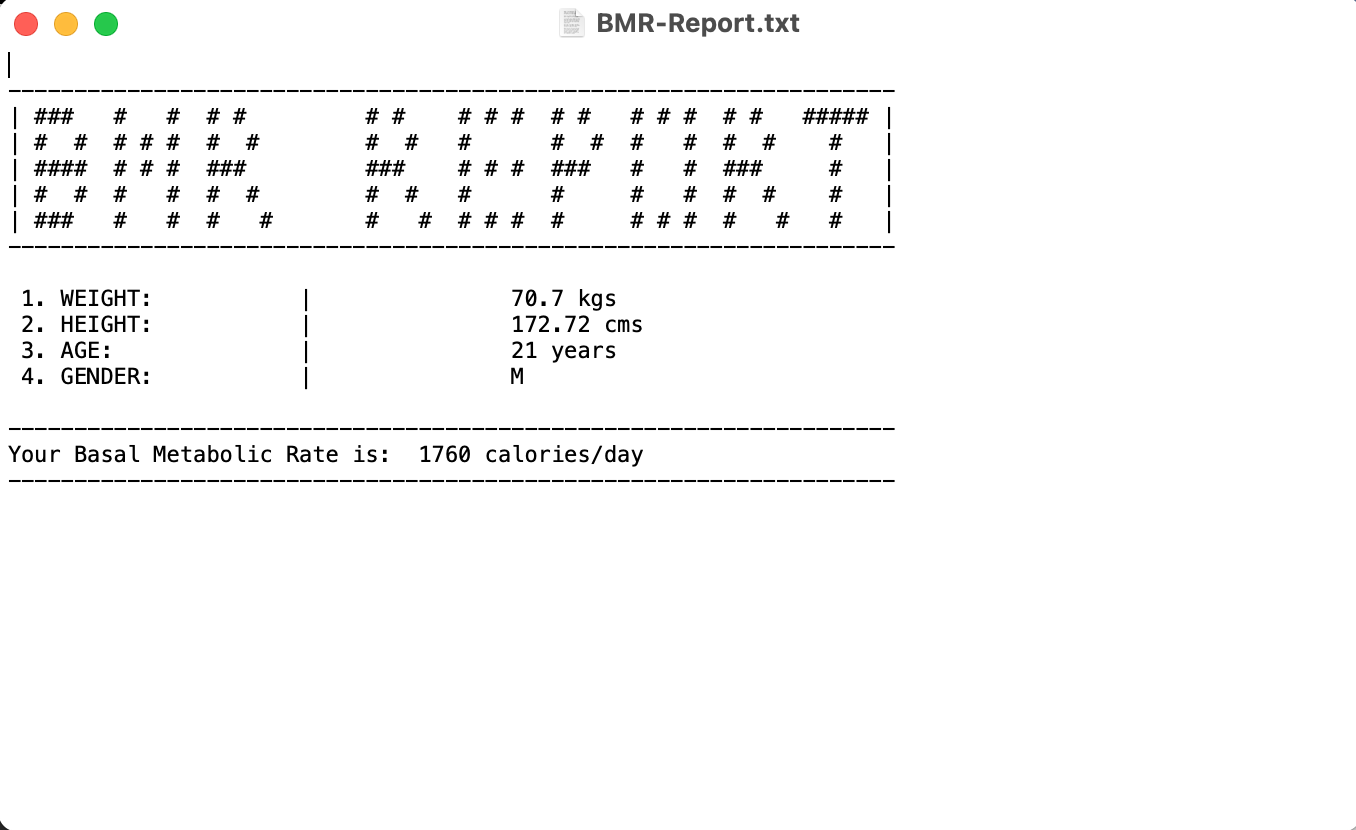 BMR-Report.txt
----------------------------------------------------------------------
| ###   #   #  # #         # #    # # #  # #   # # #  # #   ##### |
| #  #  # # #  #  #        #  #   #      #  #  #   #  #  #    #   |
| ####  # # #  ###         ###    # # #  ###   #   #  ###     #   |
| #  #  #   #  #  #        #  #   #      #     #   #  #  #    #   |
| ###   #   #  #   #       #   #  # # #  #     # # #  #   #   #   |
----------------------------------------------------------------------
1. WEIGHT:            |               70.7 kgs
2. HEIGHT:            |               172.72 cms
3. AGE:               |               21 years
4. GENDER:            |               M
----------------------------------------------------------------------
Your Basal Metabolic Rate is:  1760 calories/day
----------------------------------------------------------------------